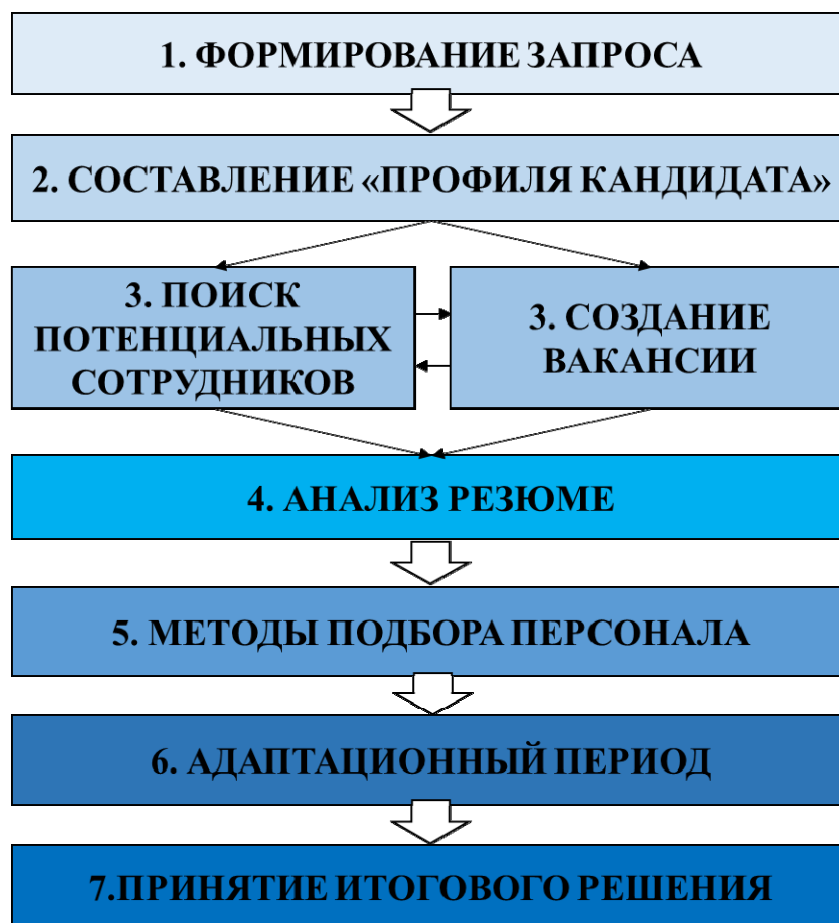 1. ФОРМИРОВАНИЕ ЗАПРОСА
2. СОСТАВЛЕНИЕ «ПРОФИЛЯ КАНДИДАТА»
3. ПОИСК
ПОТЕНЦИАЛЬНЫХ
СОТРУДНИКОВ
3. СОЗДАНИЕ
ВАКАНСИИ
4. АНАЛИЗ РЕЗЮМЕ
5. МЕТОДЫ ПОДБОРА ПЕРСОНАЛА
6. АДАПТАЦИОННЫЙ ПЕРИОД
7.ПРИНЯТИЕ ИТОГОВОГО РЕШЕНИЯ